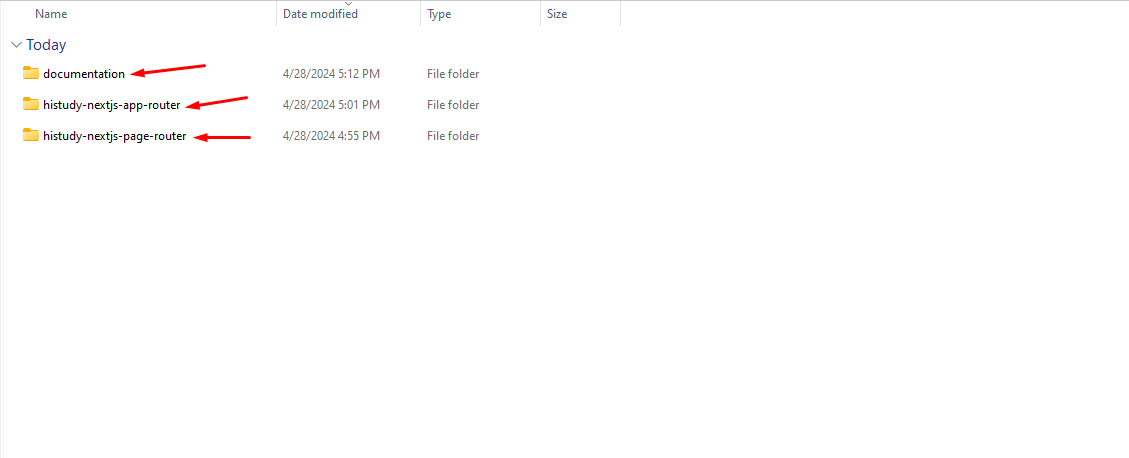 Name Date modified Type Size
Today
documentation 4/28/2024 5:12 PM File folder
histudy-nextjs-app-router 4/28/2024 5:01 PM File folder
histudy-nextjs-page-router 4/28/2024 4:55 PM File folder